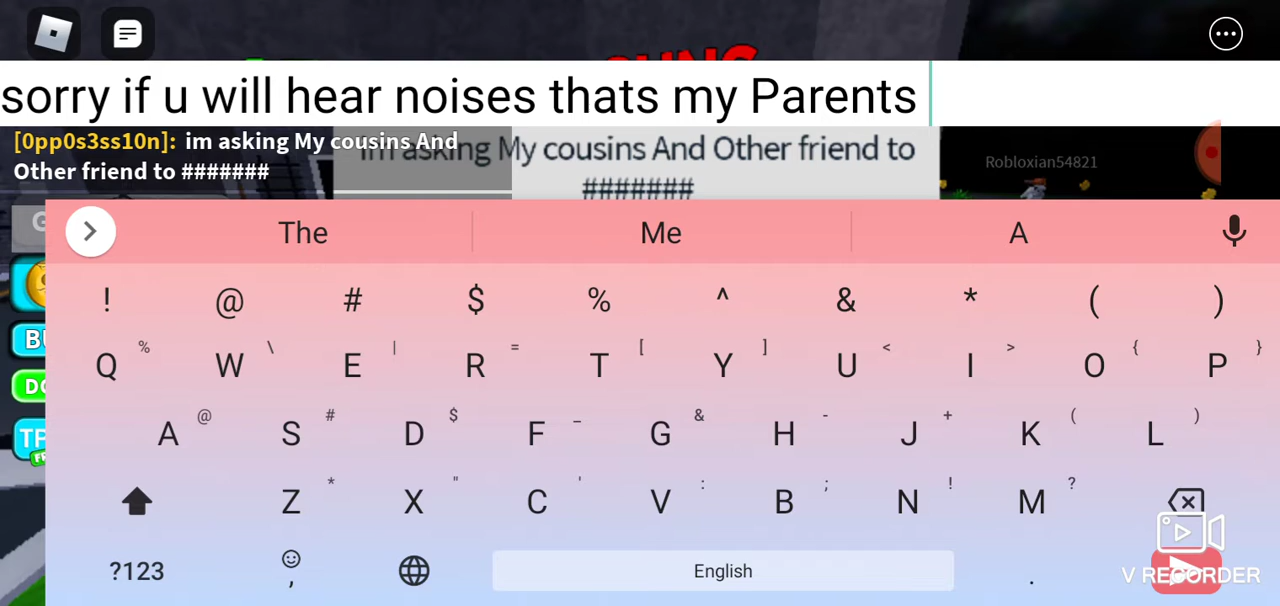 sorry if u will hear noises thats my Parents
[0pp0s3ss10n]: im asking My cousins And
Other friend to #######
im asking My cousins And Other friend to
#######
Robloxian54821
The Me A
! @ # $ % ^ & * ( )
% \ | = [ ] < > { }
Q W E R T Y U I O P
@ # $ _ & - + ( )
A S D F G H J K L
* " ' : ; ! ?
Z X C V B N M
?123 , English .
V RECORDER